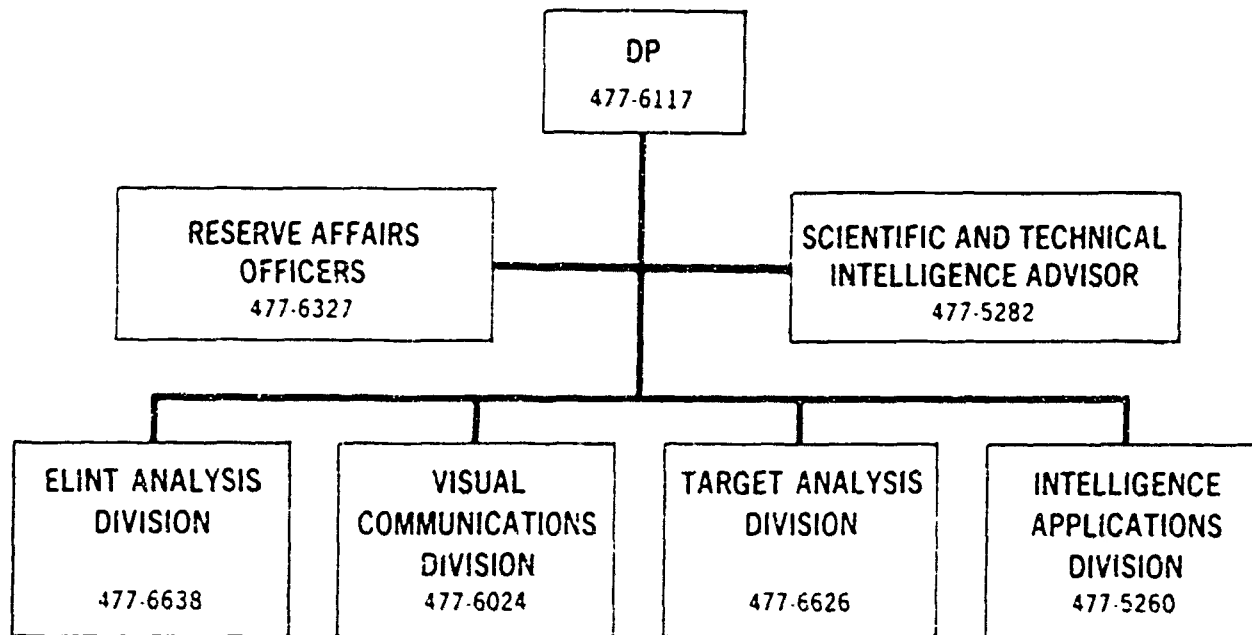 DP
477-6117
RESERVE AFFAIRS
OFFICERS
477-6327
SCIENTIFIC AND TECHNICAL
INTELLIGENCE ADVISOR
477-5282
ELINT ANALYSIS
DIVISION
477-6638
VISUAL
COMMUNICATIONS
DIVISION
477-6024
TARGET ANALYSIS
DIVISION
477-6626
INTELLIGENCE
APPLICATIONS
DIVISION
477-5260